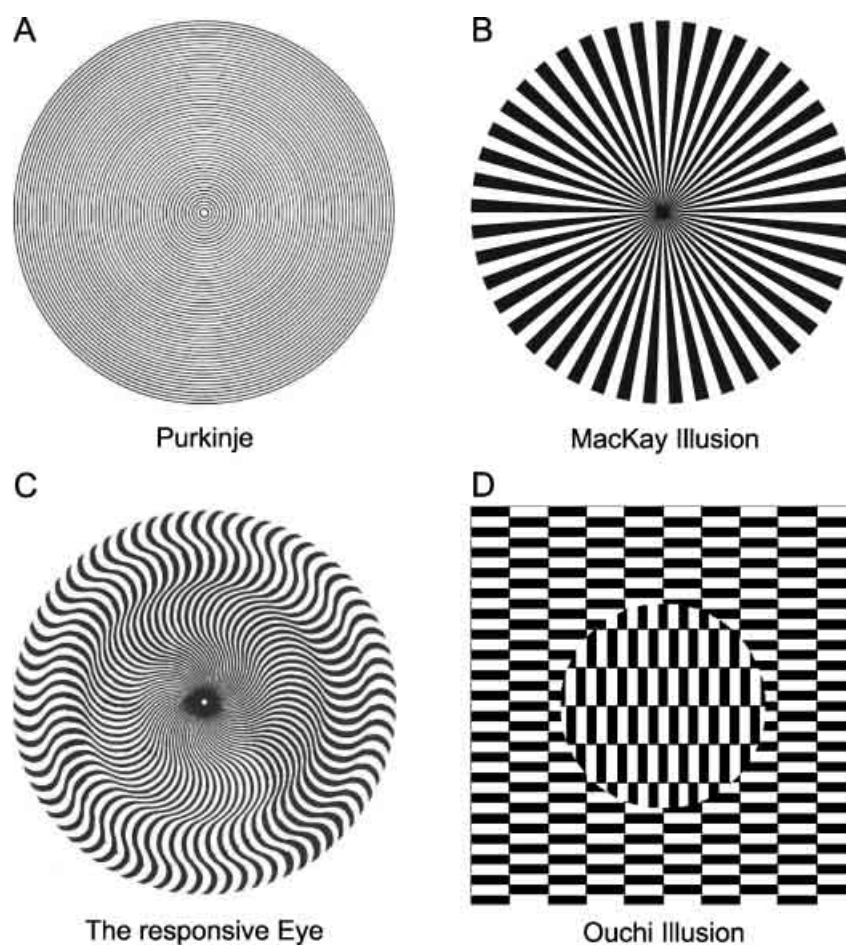 A
B
Purkinje
MacKay Illusion
C
D
The responsive Eye
Ouchi Illusion